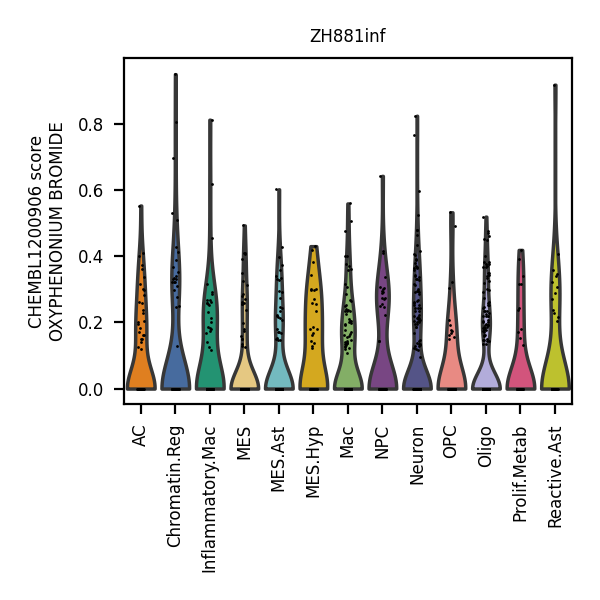 ZH881inf
CHEMBL1200906 score
OXYPHENONIUM BROMIDE
0.8
0.6
0.4
0.2
0.0
AC
Chromatin.Reg
Inflammatory.Mac
MES
MES.Ast
MES.Hyp
Mac
NPC
Neuron
OPC
Oligo
Prolif.Metab
Reactive.Ast